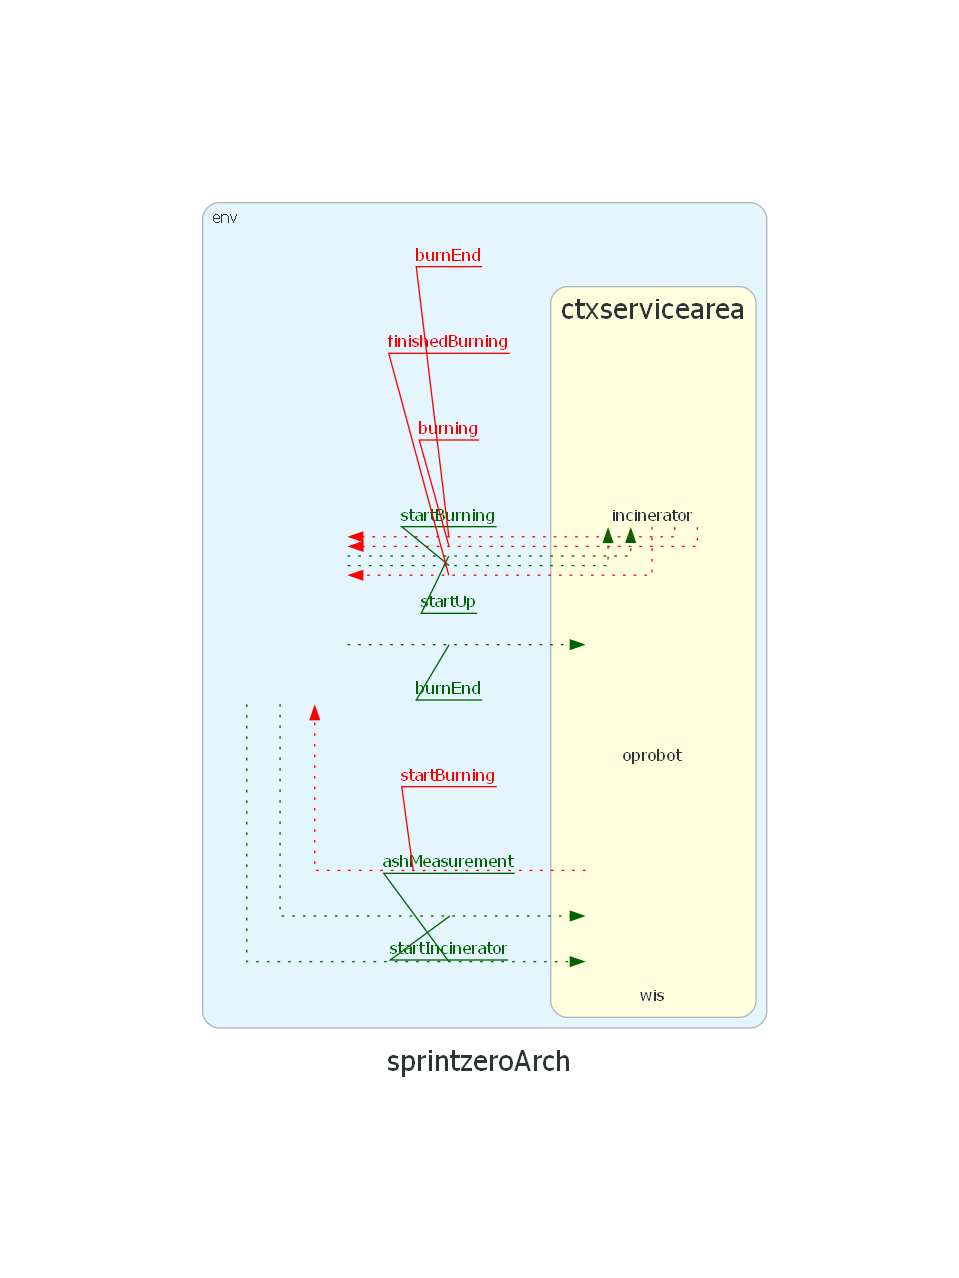 env
burnEnd
ctxservicearea
finishedBurning
burning
startBurning
incinerator
startUp
burnEnd
oprobot
startBurning
ashMeasurement
startIncinerator
wis
sprintzeroArch